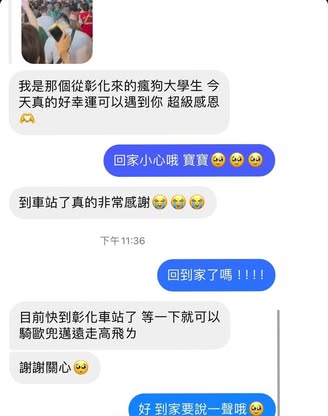 我是那個從彰化來的瘋狗大學生 今
天真的好幸運可以遇到你 超級感恩
🫶
回家小心哦 寶寶🥹🥹🥹
到車站了真的非常感謝😭😭😭
下午11:36
回到家了嗎！！！！
目前快到彰化車站了 等一下就可以
騎歐兜邁遠走高飛ㄌ
謝謝關心🥹
好 到家要說一聲哦🥹